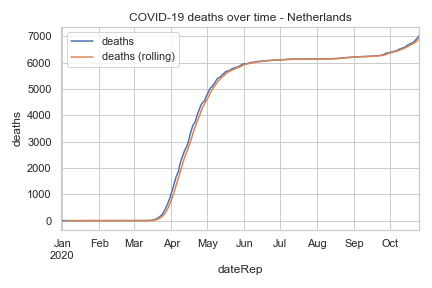 COVID-19 deaths over time - Netherlands
deaths
deaths (rolling)
7000
6000
5000
4000
3000
2000
1000
0
deaths
Jan Feb Mar Apr May Jun Jul Aug Sep Oct
2020
dateRep